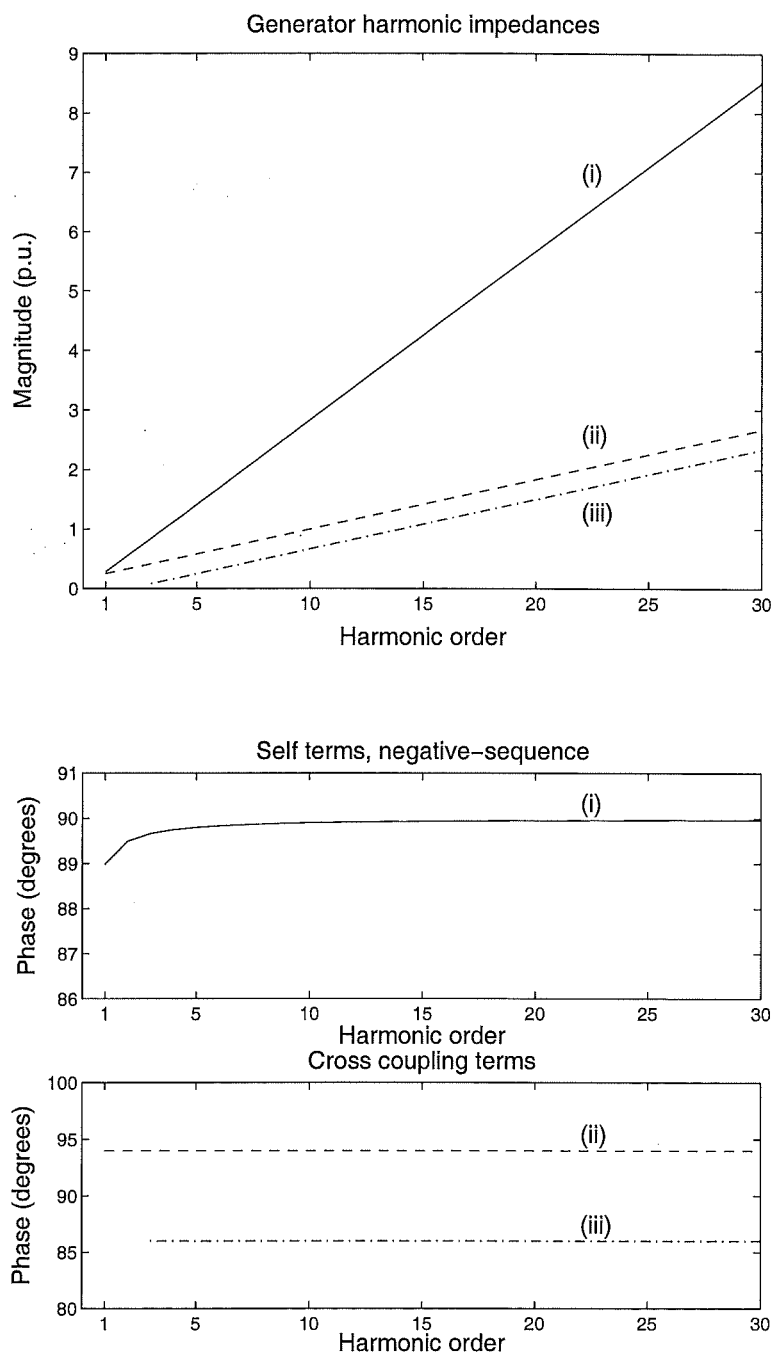 Generator harmonic impedances
Magnitude (p.u.)
9
8
7
6
5
4
3
2
1
0
(i)
(ii)
(iii)
1 5 10 15 20 25 30
Harmonic order
Self terms, negative-sequence
Phase (degrees)
91
90
89
88
87
86
(i)
1 5 10 15 20 25 30
Harmonic order
Cross coupling terms
Phase (degrees)
100
95
90
85
80
(ii)
(iii)
1 5 10 15 20 25 30
Harmonic order